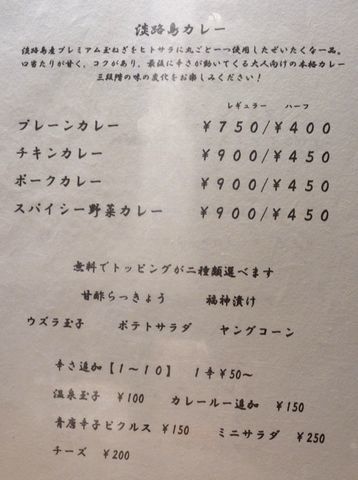 淡路島カレー
淡路島産プレミアム玉ねぎをヒトサラに丸ごと一つ使用したぜいたくな一品。
口当たりが甘く、コクがあり、最後に辛さが効いてくる大人向けの本格カレー
三段階の味の変化をお楽しみください！
レギュラー ハーフ
プレーンカレー ￥750/￥400
チキンカレー ￥900/￥450
ポークカレー ￥900/￥450
スパイシー野菜カレー ￥900/￥450
無料でトッピングが二種類選べます
甘酢らっきょう 福神漬け
ウズラ玉子 ポテトサラダ ヤングコーン
辛さ追加【1〜10】 1辛￥50〜
温泉玉子 ￥100 カレールー追加 ￥150
青唐辛子ピクルス ￥150 ミニサラダ ￥250
チーズ ￥200